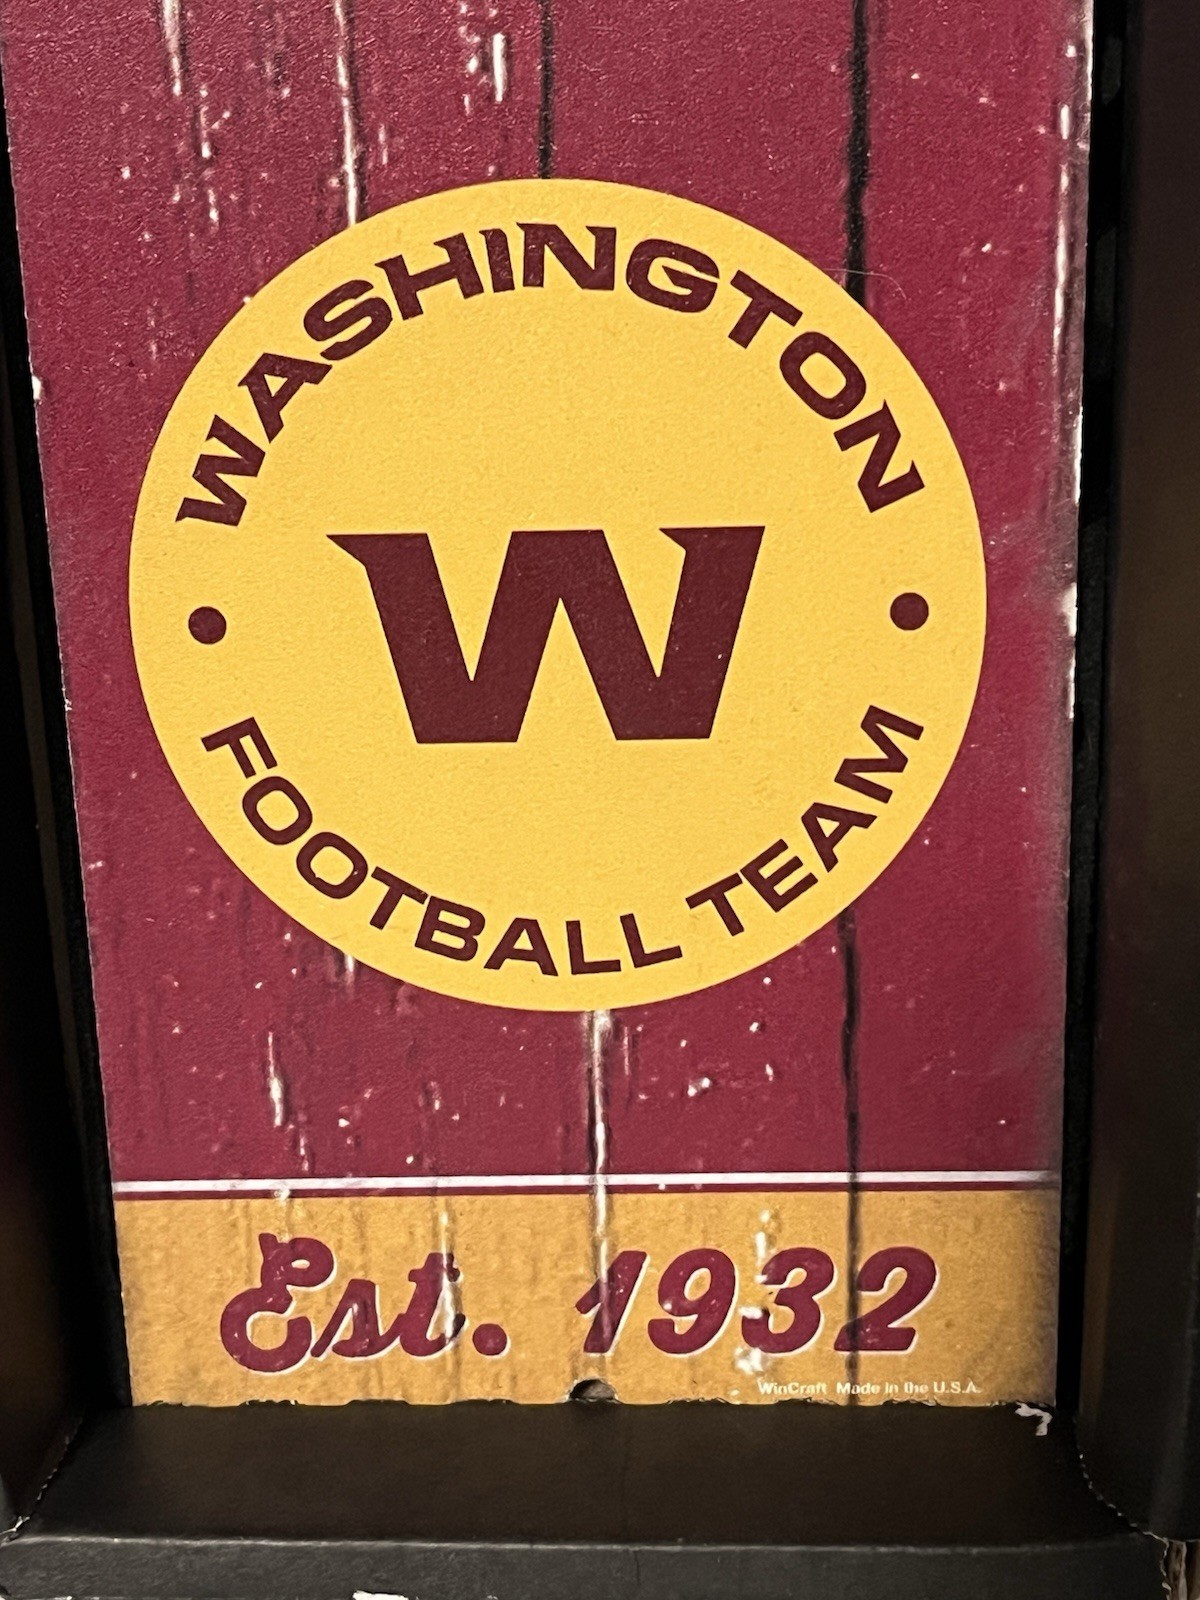 WASHINGTON
W
FOOTBALL TEAM
Est. 1932
WinCraft Made in the U.S.A.